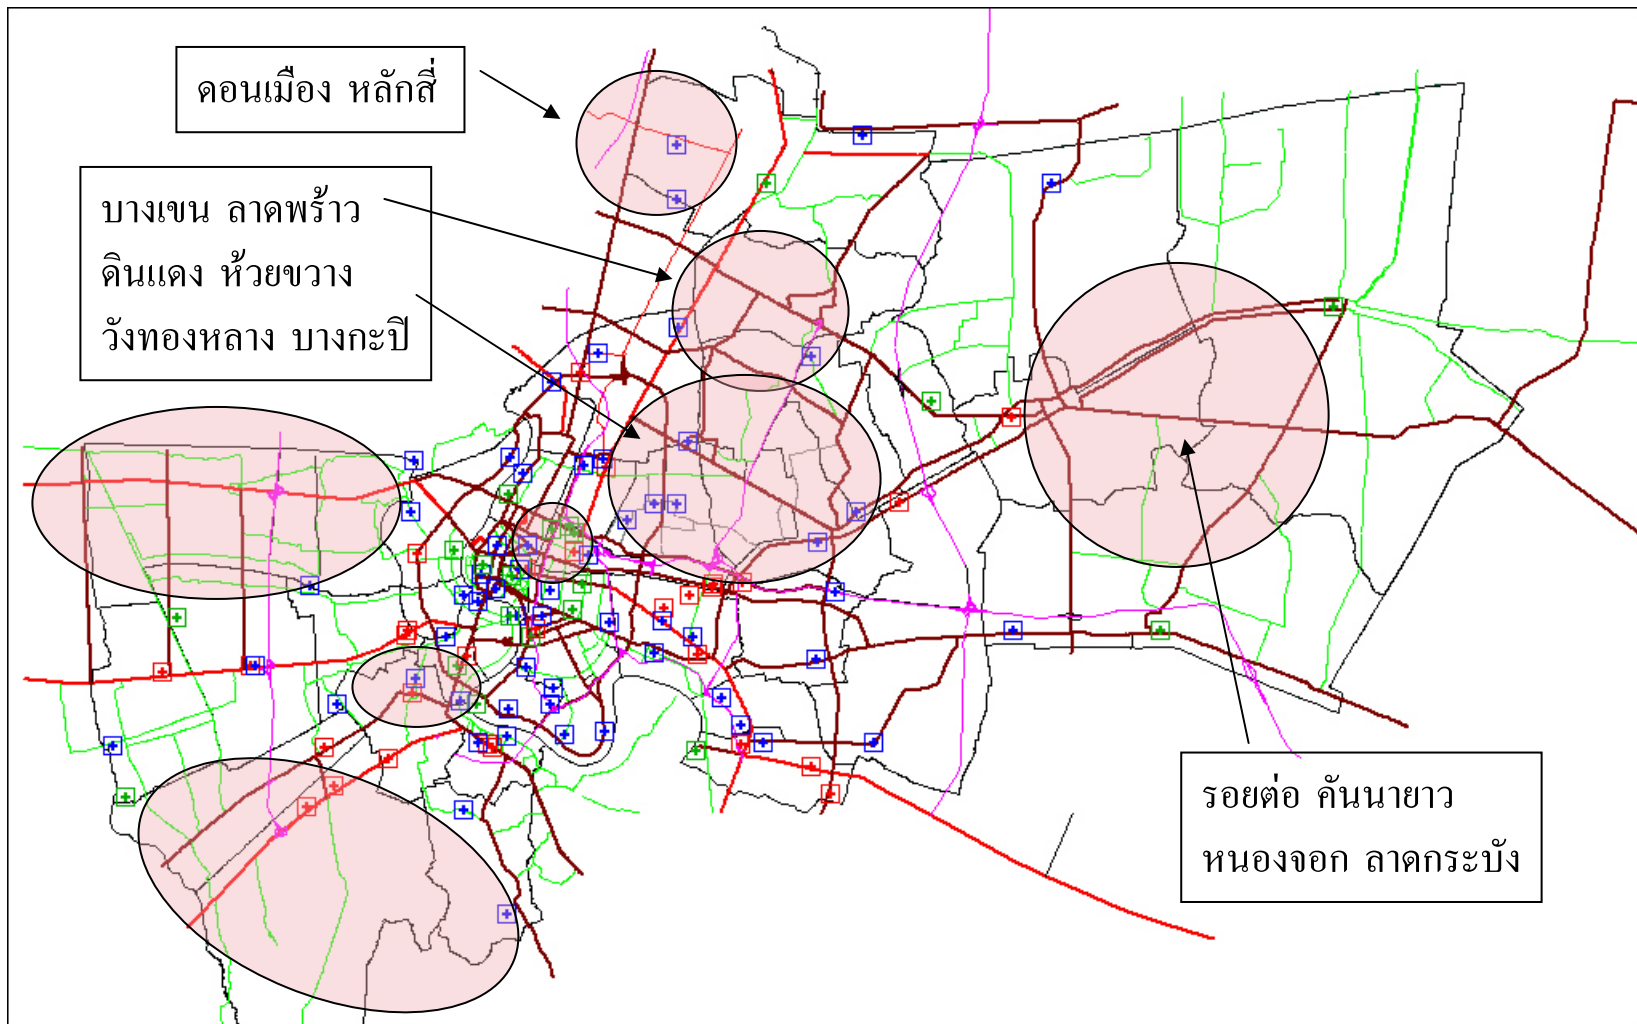 ดอนเมือง หลักสี่
บางเขน ลาดพร้าว
ดินแดง ห้วยขวาง
วังทองหลาง บางกะปิ
รอยต่อ คันนายาว
หนองจอก ลาดกระบัง